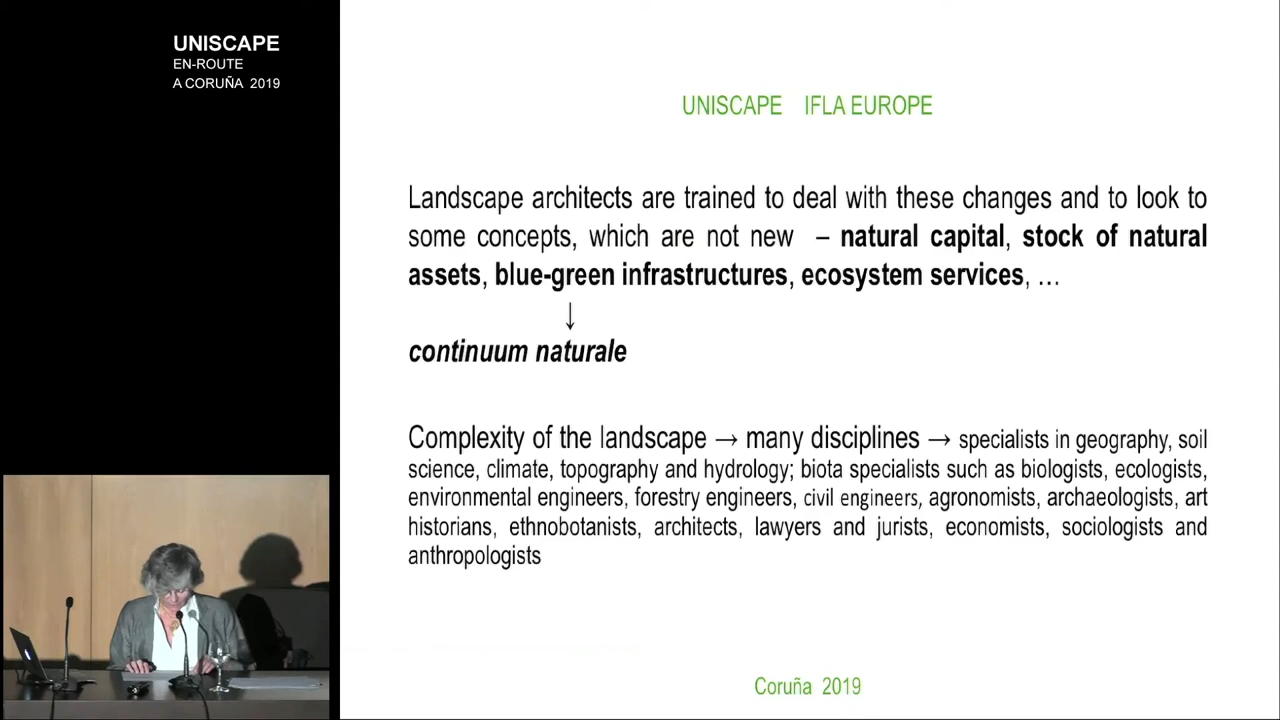 UNISCAPE
EN-ROUTE
A CORUÑA 2019
UNISCAPE IFLA EUROPE
Landscape architects are trained to deal with these changes and to look to
some concepts, which are not new – natural capital, stock of natural
assets, blue-green infrastructures, ecosystem services, …
↓
continuum naturale
Complexity of the landscape → many disciplines → specialists in geography, soil
science, climate, topography and hydrology; biota specialists such as biologists, ecologists,
environmental engineers, forestry engineers, civil engineers, agronomists, archaeologists, art
historians, ethnobotanists, architects, lawyers and jurists, economists, sociologists and
anthropologists
Coruña 2019